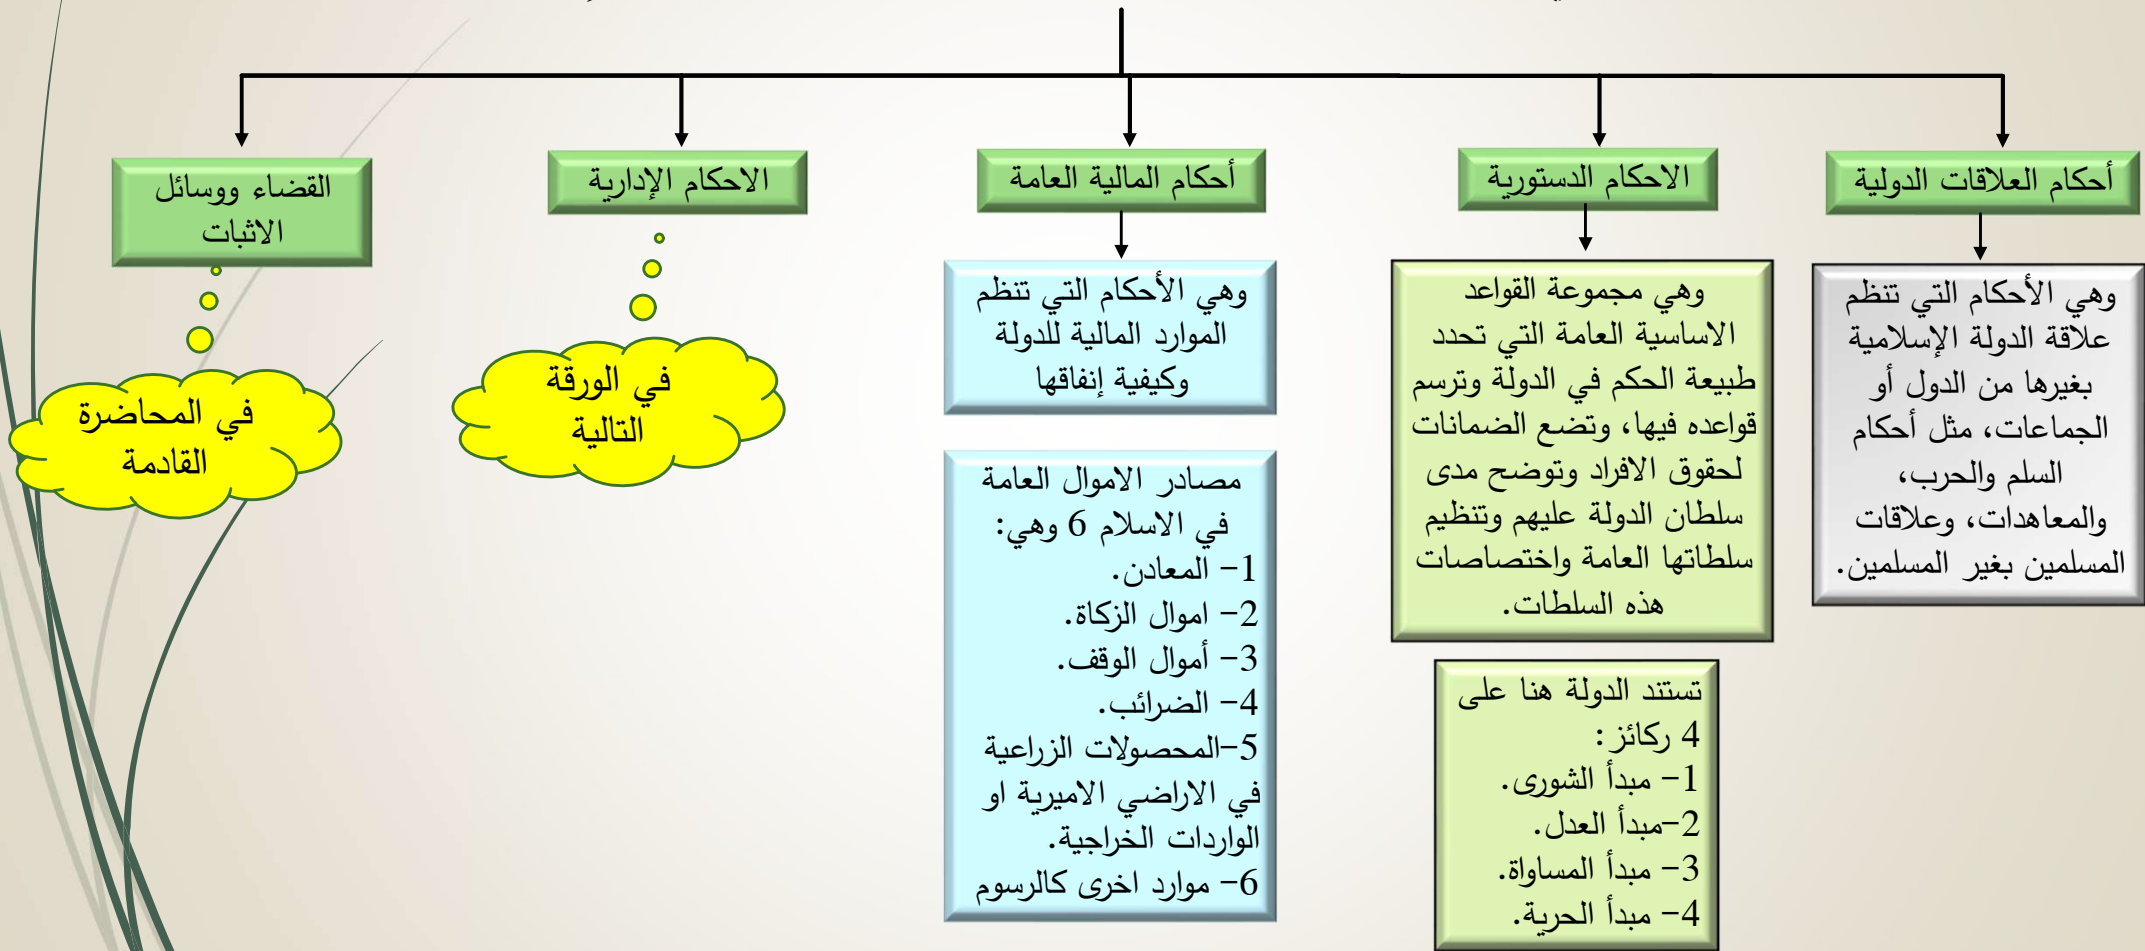 أحكام العلاقات الدولية
وهي الأحكام التي تنظم
علاقة الدولة الإسلامية
بغيرها من الدول أو
الجماعات، مثل أحكام
السلم والحرب،
والمعاهدات، وعلاقات
المسلمين بغير المسلمين.
الاحكام الدستورية
وهي مجموعة القواعد
الاساسية العامة التي تحدد
طبيعة الحكم في الدولة وترسم
قواعده فيها، وتضع الضمانات
لحقوق الافراد وتوضح مدى
سلطان الدولة عليهم وتنظيم
سلطاتها العامة واختصاصات
هذه السلطات.
تستند الدولة هنا على
4 ركائز:
1- مبدأ الشورى.
2-مبدأ العدل.
3- مبدأ المساواة.
4- مبدأ الحرية.
أحكام المالية العامة
وهي الأحكام التي تنظم
الموارد المالية للدولة
وكيفية إنفاقها
مصادر الاموال العامة
في الاسلام 6 وهي:
1- المعادن.
2- اموال الزكاة.
3- أموال الوقف.
4- الضرائب.
5-المحصولات الزراعية
في الاراضي الاميرية او
الواردات الخراجية.
6- موارد اخرى كالرسوم
الاحكام الإدارية
في الورقة
التالية
القضاء ووسائل
الاثبات
في المحاضرة
القادمة